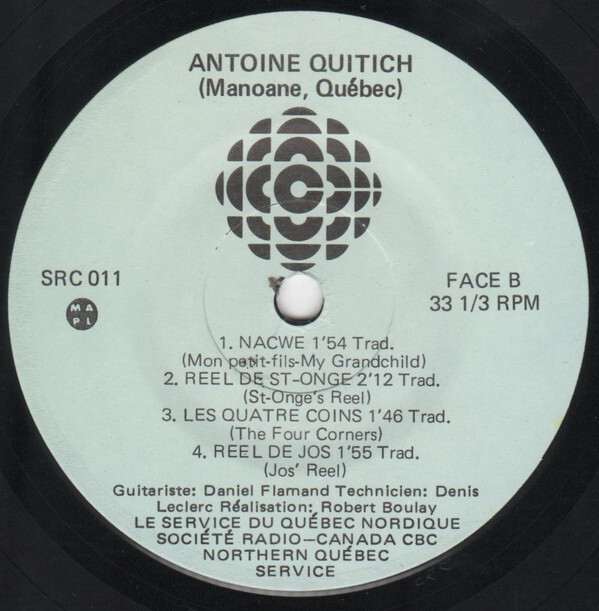 ANTOINE QUITICH
(Manoane, Québec)
SRC 011
MA
PL
FACE B
33 1/3 RPM
1. NACWE 1'54 Trad.
(Mon petit-fils-My Grandchild)
2. REEL DE ST-ONGE 2'12 Trad.
(St-Onge's Reel)
3. LES QUATRE COINS 1'46 Trad.
(The Four Corners)
4. REEL DE JOS 1'55 Trad.
(Jos' Reel)
Guitariste: Daniel Flamand Technicien: Denis
Leclerc Réalisation: Robert Boulay
LE SERVICE DU QUÉBEC NORDIQUE
SOCIÉTÉ RADIO—CANADA CBC
NORTHERN QUÉBEC
SERVICE